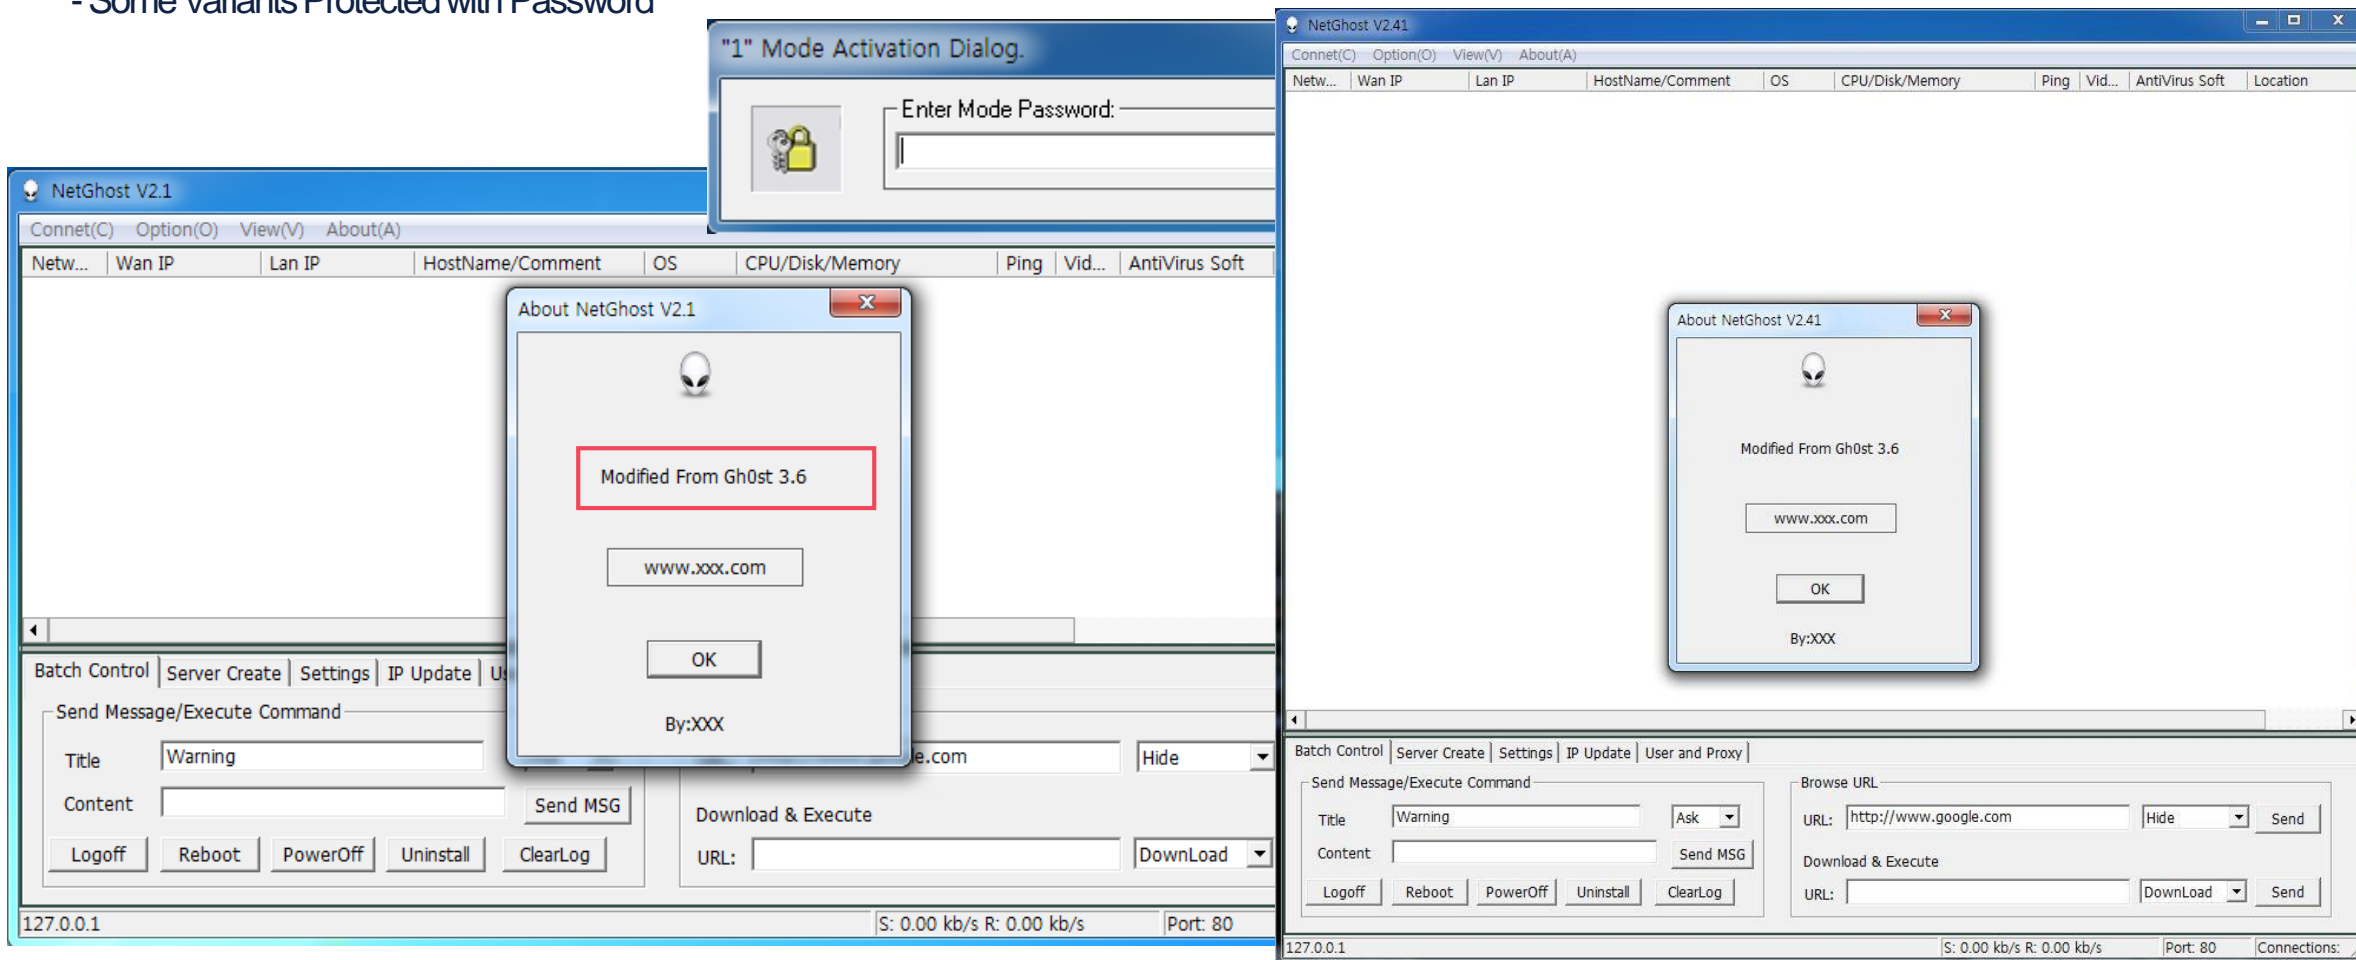 - Some Variants Protected with Password
"1" Mode Activation Dialog.
Enter Mode Password:
NetGhost V2.1
Connet(C) Option(O) View(V) About(A)
Netw... Wan IP Lan IP HostName/Comment OS CPU/Disk/Memory Ping Vid... AntiVirus Soft
About NetGhost V2.1
Modified From Gh0st 3.6
www.xxx.com
OK
By:XXX
Batch Control Server Create Settings IP Update
Send Message/Execute Command
Title Warning
le.com Hide
Content Send MSG
Download & Execute
Logoff Reboot PowerOff Uninstall ClearLog
URL: DownLoad
127.0.0.1 S: 0.00 kb/s R: 0.00 kb/s Port: 80
NetGhost V2.41
Connet(C) Option(O) View(V) About(A)
Netw... Wan IP Lan IP HostName/Comment OS CPU/Disk/Memory Ping Vid... AntiVirus Soft Location
About NetGhost V2.41
Modified From Gh0st 3.6
www.xxx.com
OK
By:XXX
Batch Control Server Create Settings IP Update User and Proxy
Send Message/Execute Command
Title Warning Ask
Content Send MSG
Logoff Reboot PowerOff Uninstall ClearLog
Browse URL
URL: http://www.google.com Hide Send
Download & Execute
URL: DownLoad Send
127.0.0.1 S: 0.00 kb/s R: 0.00 kb/s Port: 80 Connections: